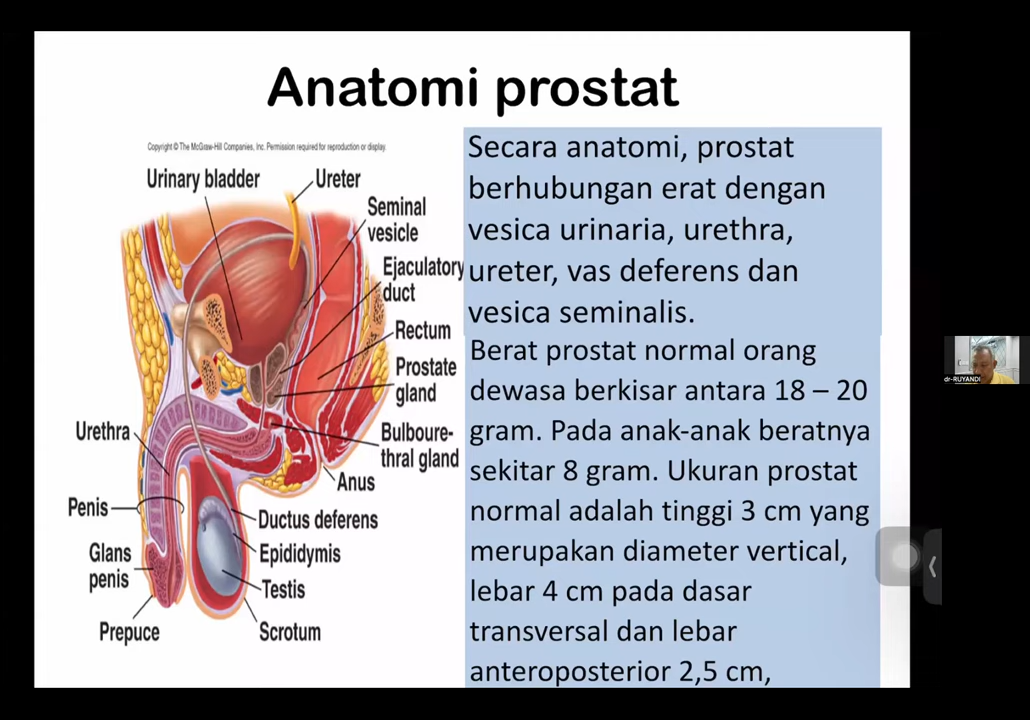 Anatomi prostat
Copyright © The McGraw-Hill Companies, Inc. Permission required for reproduction or display.
Urinary bladder
Ureter
Seminal
vesicle
Ejaculatory
duct
Rectum
Prostate
gland
Bulboure-
thral gland
Anus
Urethra
Penis
Glans
penis
Prepuce
Ductus deferens
Epididymis
Testis
Scrotum
Secara anatomi, prostat
berhubungan erat dengan
vesica urinaria, urethra,
ureter, vas deferens dan
vesica seminalis.
Berat prostat normal orang
dewasa berkisar antara 18 – 20
gram. Pada anak-anak beratnya
sekitar 8 gram. Ukuran prostat
normal adalah tinggi 3 cm yang
merupakan diameter vertical,
lebar 4 cm pada dasar
transversal dan lebar
anteroposterior 2,5 cm,
dr-RUYANDI